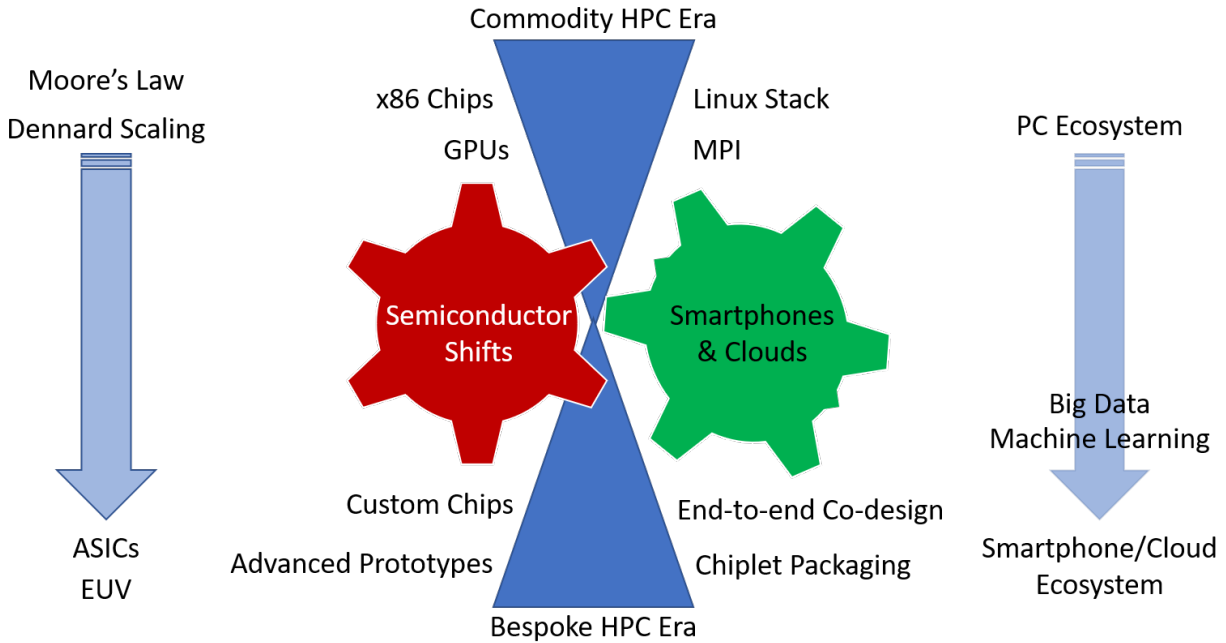 Commodity HPC Era
Moore’s Law
Dennard Scaling
x86 Chips
GPUs
Linux Stack
MPI
PC Ecosystem
Semiconductor
Shifts
Smartphones
& Clouds
Big Data
Machine Learning
Custom Chips
Advanced Prototypes
End-to-end Co-design
Chiplet Packaging
ASICs
EUV
Smartphone/Cloud
Ecosystem
Bespoke HPC Era